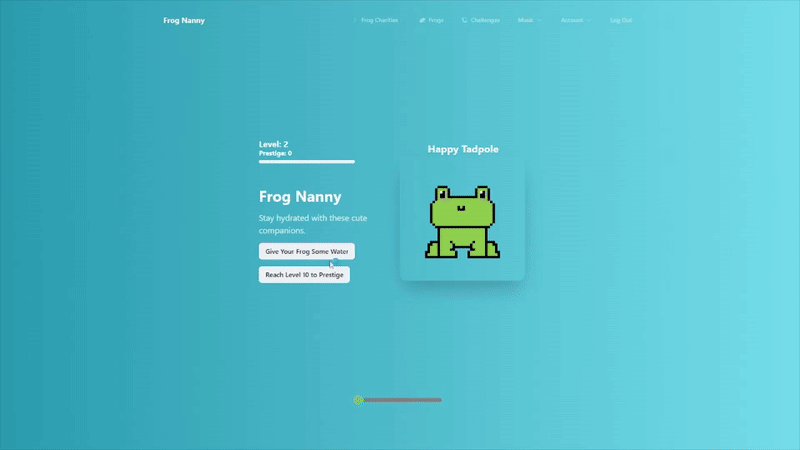 Frog Nanny
Frog Charities
Frogs
Challenges
Music
Account
Log Out
Level: 2
Prestige: 0
Happy Tadpole
Frog Nanny
Stay hydrated with these cute
companions.
Give Your Frog Some Water
Reach Level 10 to Prestige